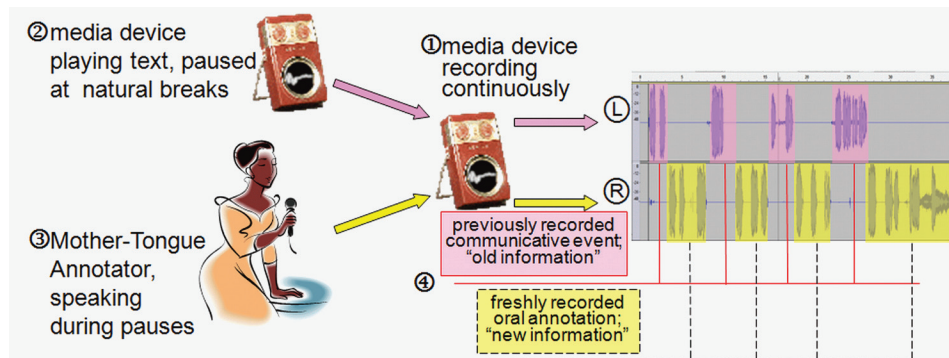 ②media device
playing text, paused
at natural breaks
①media device
recording
continuously
L
R
③Mother-Tongue
Annotator,
speaking
during pauses
previously recorded
communicative event;
“old information”
④
freshly recorded
oral annotation;
“new information”